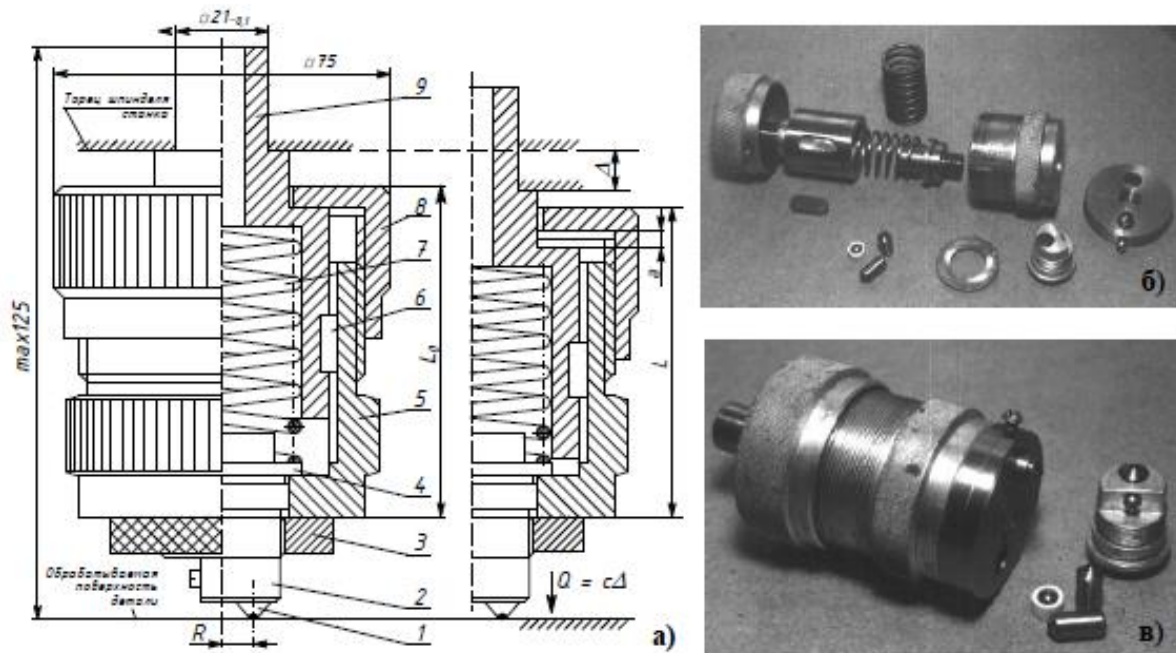 □21-0,1
□75
Торец шпинделя
станка
9
Δ
8
7
6
5
4
3
2
1
a
L₀
L
max125
Обрабатываемая
поверхность
детали
R
Q = cΔ
а)
б)
в)